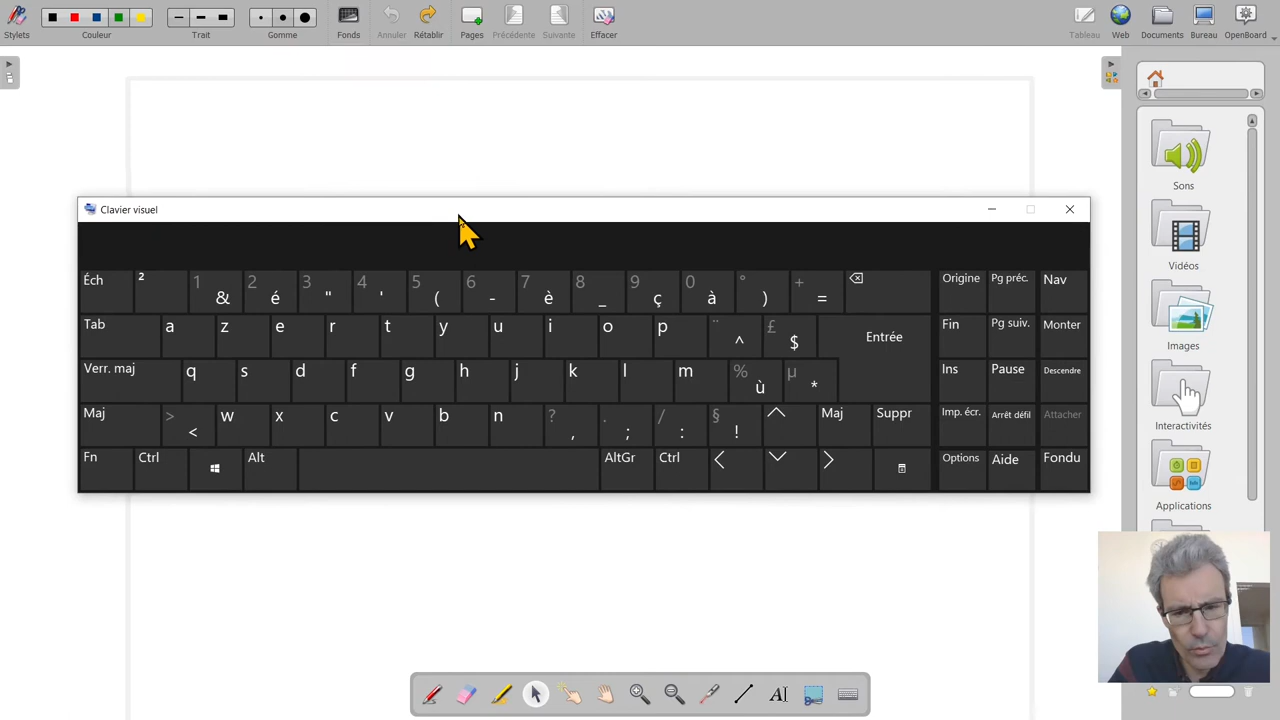 Stylets Couleur Trait Gomme Fonds Annuler Rétablir Pages Précédente Suivante Effacer Tableau Web Documents Bureau OpenBoard
Clavier visuel
Éch ² 1 & 2 é 3 " 4 ' 5 ( 6 - 7 è 8 _ 9 ç 0 à ° ) + = Origine Pg préc. Nav
Tab a z e r t y u i o p ¨ ^ £ $ Entrée Fin Pg suiv. Monter
Verr. maj q s d f g h j k l m % ù µ * Ins Pause Descendre
Maj > < w x c v b n ? , . ; / : § ! Maj Suppr Imp. écr. Arrêt défil Attacher
Fn Ctrl Alt AltGr Ctrl Options Aide Fondu
Sons
Vidéos
Images
Interactivités
Applications
AI